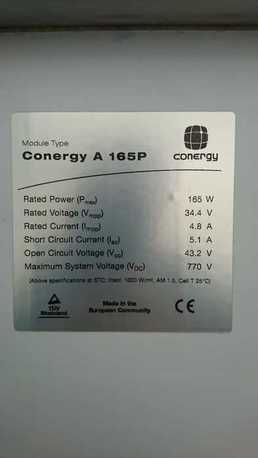 conergy
Module Type
Conergy A 165P
Rated Power (Pmax) 165 W
Rated Voltage (Vmpp) 34.4 V
Rated Current (Impp) 4.8 A
Short Circuit Current (Isc) 5.1 A
Open Circuit Voltage (Voc) 43.2 V
Maximum System Voltage (VDC) 770 V
(Above specifications at STC: Irrad. 1000 W/m², AM 1.5, Cell T 25°C)
TÜV
Rheinland
Made in the
European Community
CE